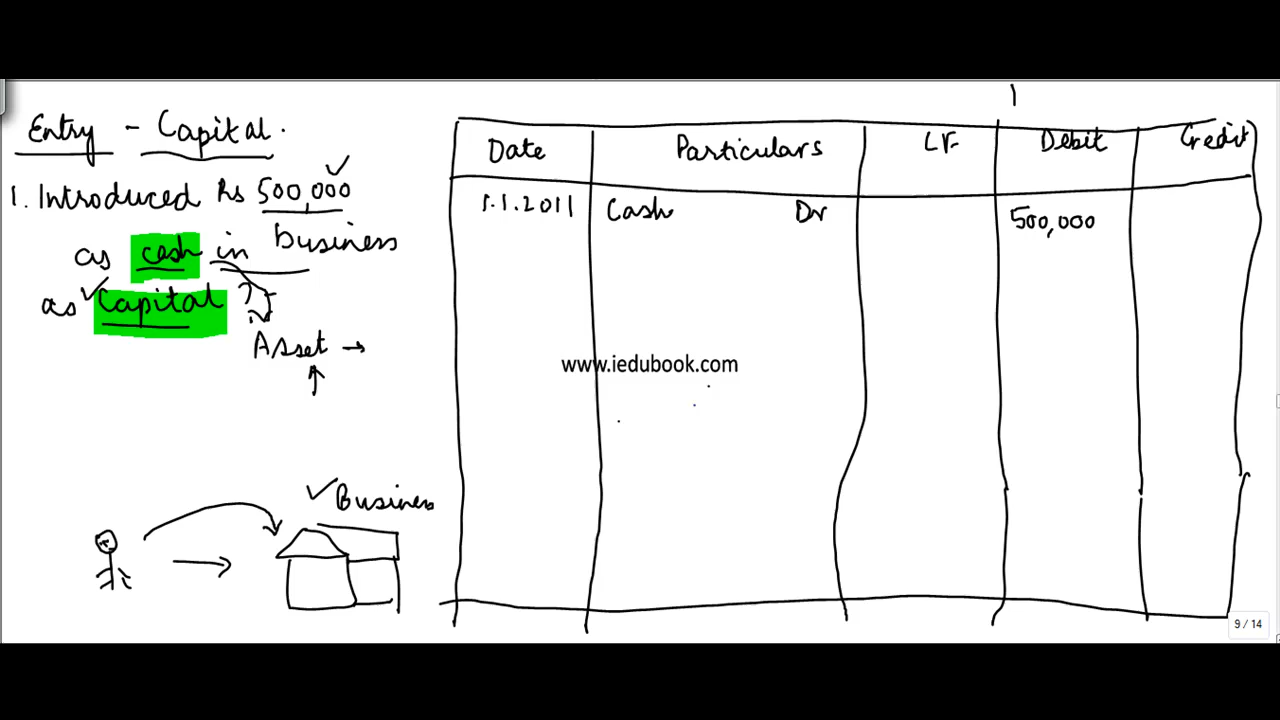 Entry - Capital.
1. Introduced Rs 500,000
as cash in business
as Capital ?
Asset →
↑
Business
Date Particulars LF Debit Credit
1.1.2011 Cash Dr 500,000
www.iedubook.com
9 / 14